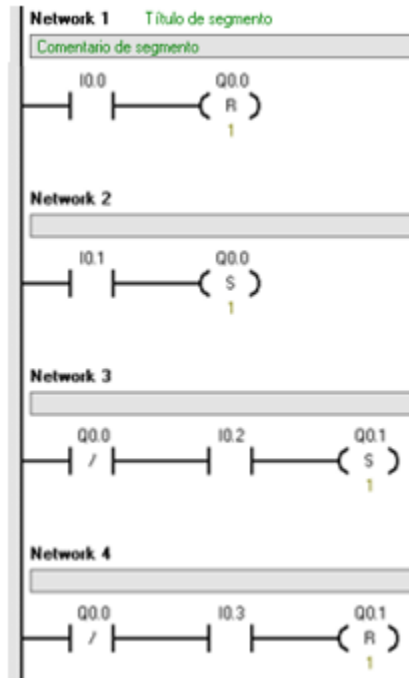 Network 1 Título de segmento
Comentario de segmento
I0.0 Q0.0
R
1
Network 2
I0.1 Q0.0
S
1
Network 3
Q0.0 I0.2 Q0.1
/ S
1
Network 4
Q0.0 I0.3 Q0.1
/ R
1